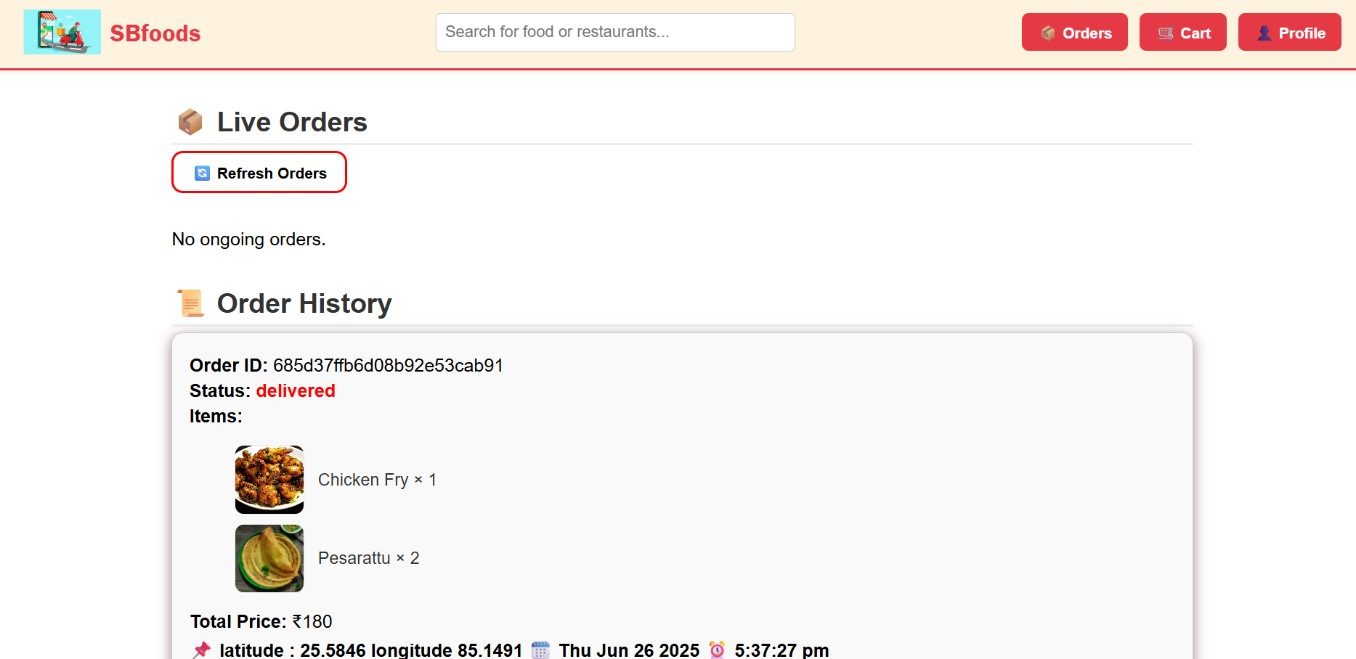 SBfoods
Search for food or restaurants...
📦 Orders
Cart
👤 Profile
📦 Live Orders
🔄 Refresh Orders
No ongoing orders.
📜 Order History
Order ID: 685d37ffb6d08b92e53cab91
Status: delivered
Items:
Chicken Fry × 1
Pesarattu × 2
Total Price: ₹180
📌 latitude : 25.5846 longitude 85.1491 🗓️ Thu Jun 26 2025 ⏰ 5:37:27 pm